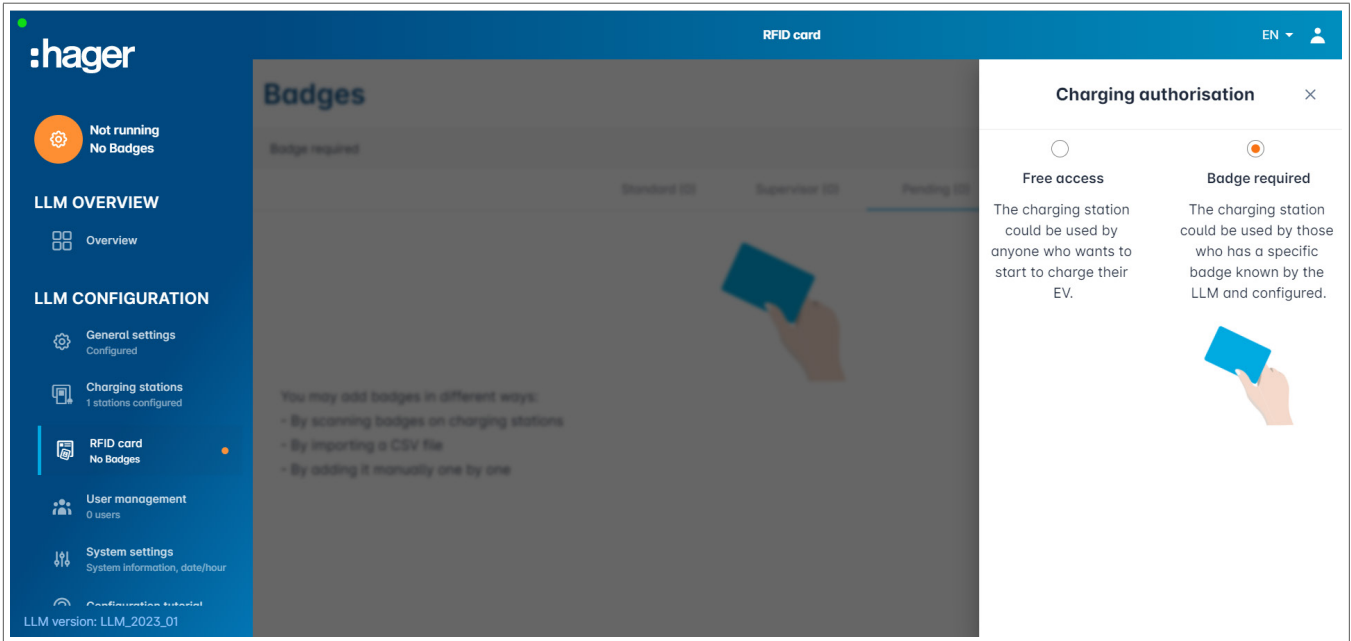 :hager
RFID card
EN
Not running
No Badges
LLM OVERVIEW
Overview
LLM CONFIGURATION
General settings
Configured
Charging stations
1 stations configured
RFID card
No Badges
User management
0 users
System settings
System information, date/hour
Configuration tutorial
LLM version: LLM_2023_01
Badges
Badge required
Standard (0)
Supervisor (0)
Pending (0)
You may add badges in different ways:
- By scanning badges on charging stations
- By importing a CSV file
- By adding it manually one by one
Charging authorisation
Free access
The charging station
could be used by
anyone who wants to
start to charge their
EV.
Badge required
The charging station
could be used by those
who has a specific
badge known by the
LLM and configured.